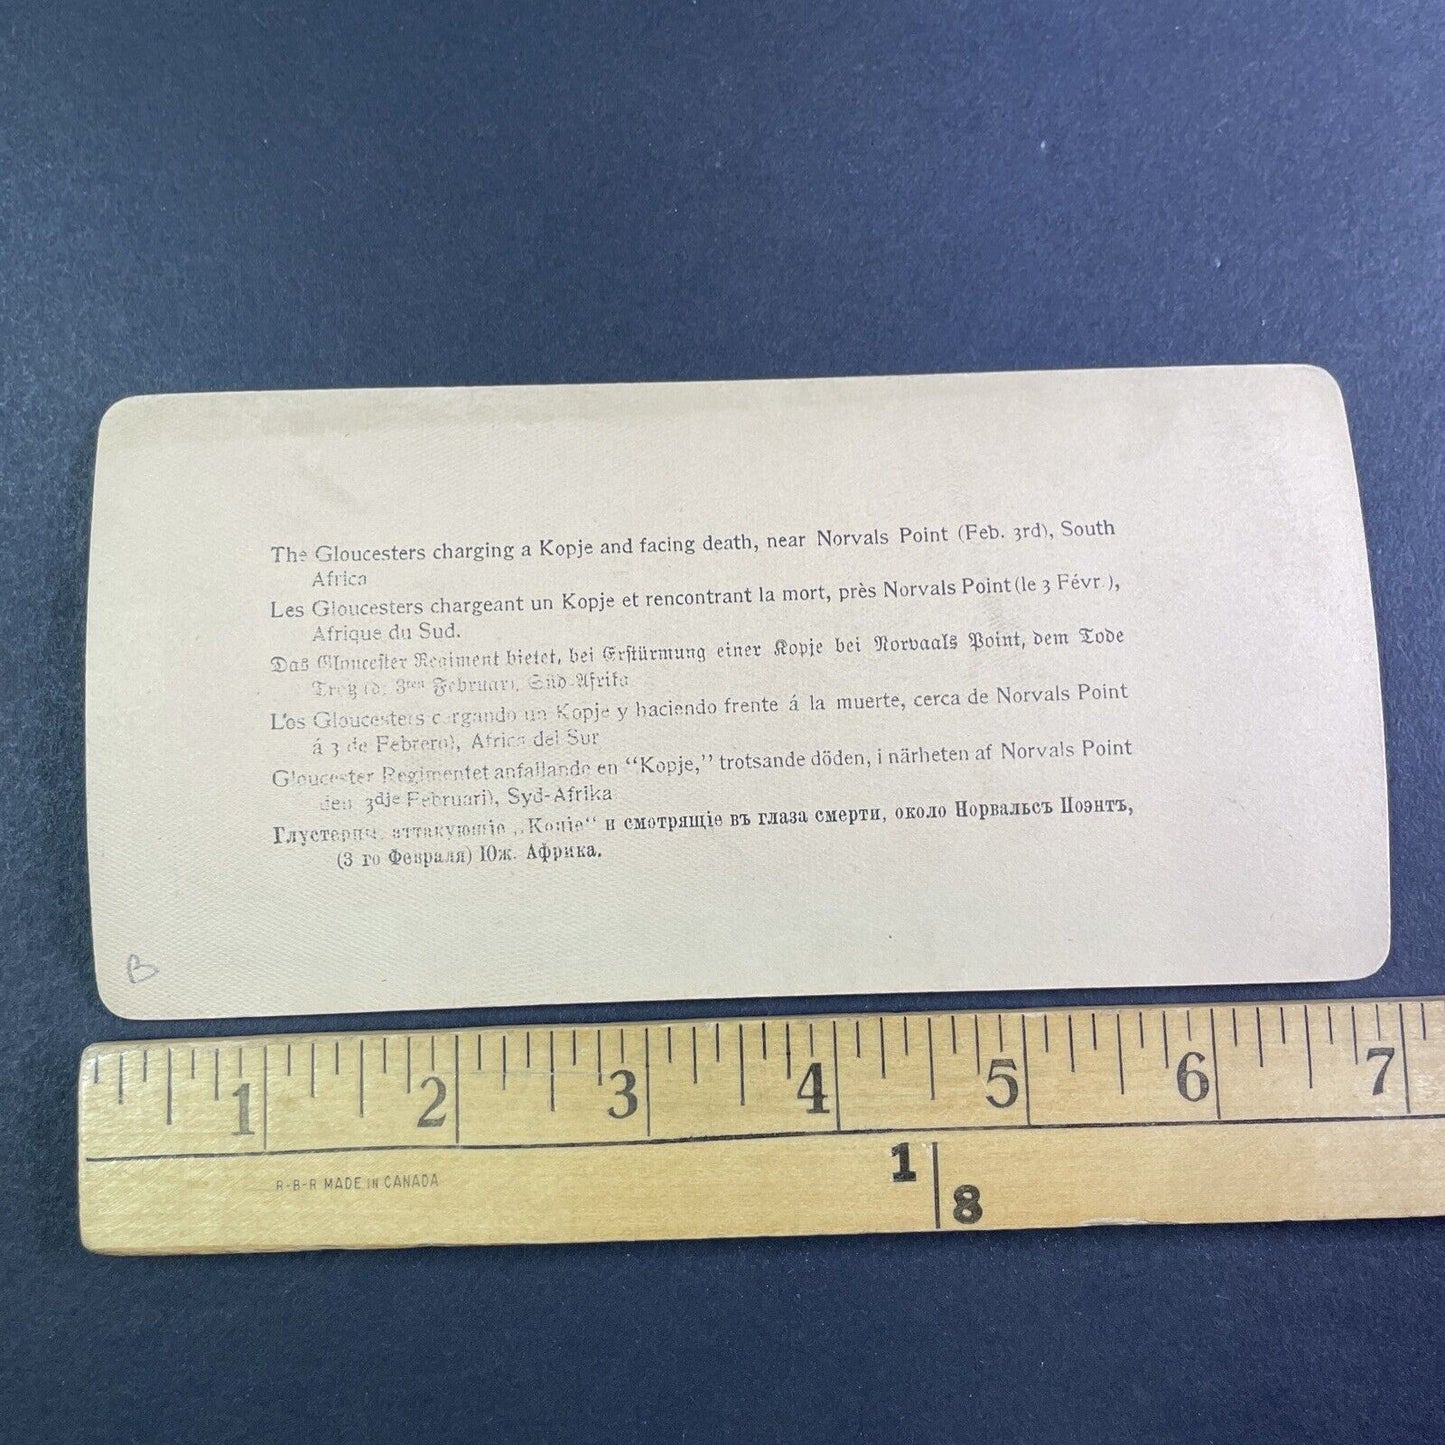 The Gloucesters charging a Kopje and facing death, near Norvals Point (Feb. 3rd), South
Africa
Les Gloucesters chargeant un Kopje et rencontrant la mort, près Norvals Point (le 3 Févr.),
Afrique du Sud.
Das Gloucester Regiment bietet, bei Erstürmung einer Kopje bei Norvaals Point, dem Tode
Trotz (d. 3ten Februar), Süd-Afrika
Los Gloucesters cargando un Kopje y haciendo frente á la muerte, cerca de Norvals Point
á 3 de Febrero), Africa del Sur
Gloucester Regimentet anfallande en "Kopje," trotsande döden, i närheten af Norvals Point
den 3dje Februari), Syd-Afrika
аттакующіе „Копіе“ и смотрящіе въ глаза смерти, около Норвальсъ Поэнтъ,
(3 го Февраля) Юж. Африка.
B
1 2 3 4 5 6 7
R-B-R MADE IN CANADA
1
8